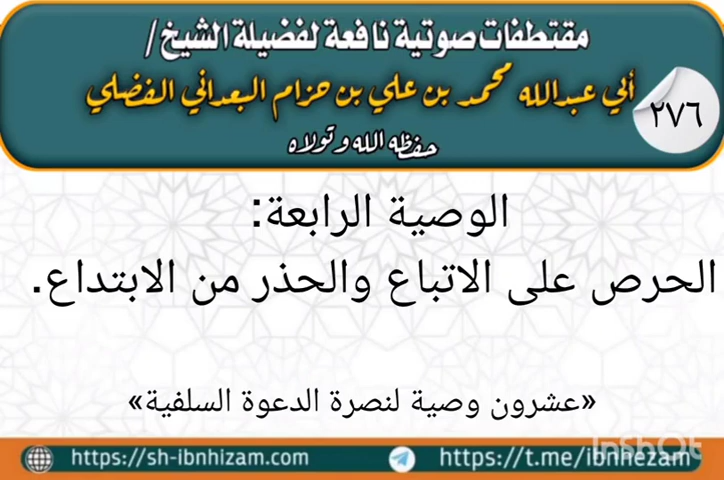 مقتطفات صوتية نافعة لفضيلة الشيخ /
أبي عبدالله محمد بن علي بن حزام البعداني الفضلي
٢٧٦
حفظه الله وتولاه
الوصية الرابعة:
الحرص على الاتباع والحذر من الابتداع.
«عشرون وصية لنصرة الدعوة السلفية»
https://sh-ibnhizam.com
https://t.me/ibnhezam
InShOt